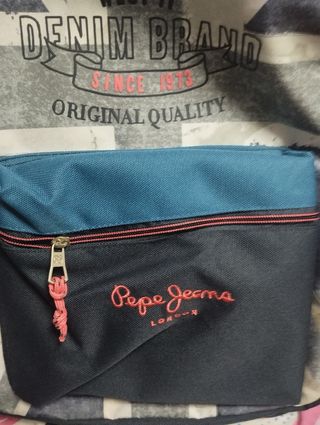 DENIM BRAND
SINCE 1973
ORIGINAL QUALITY
Pepe Jeans
LONDON